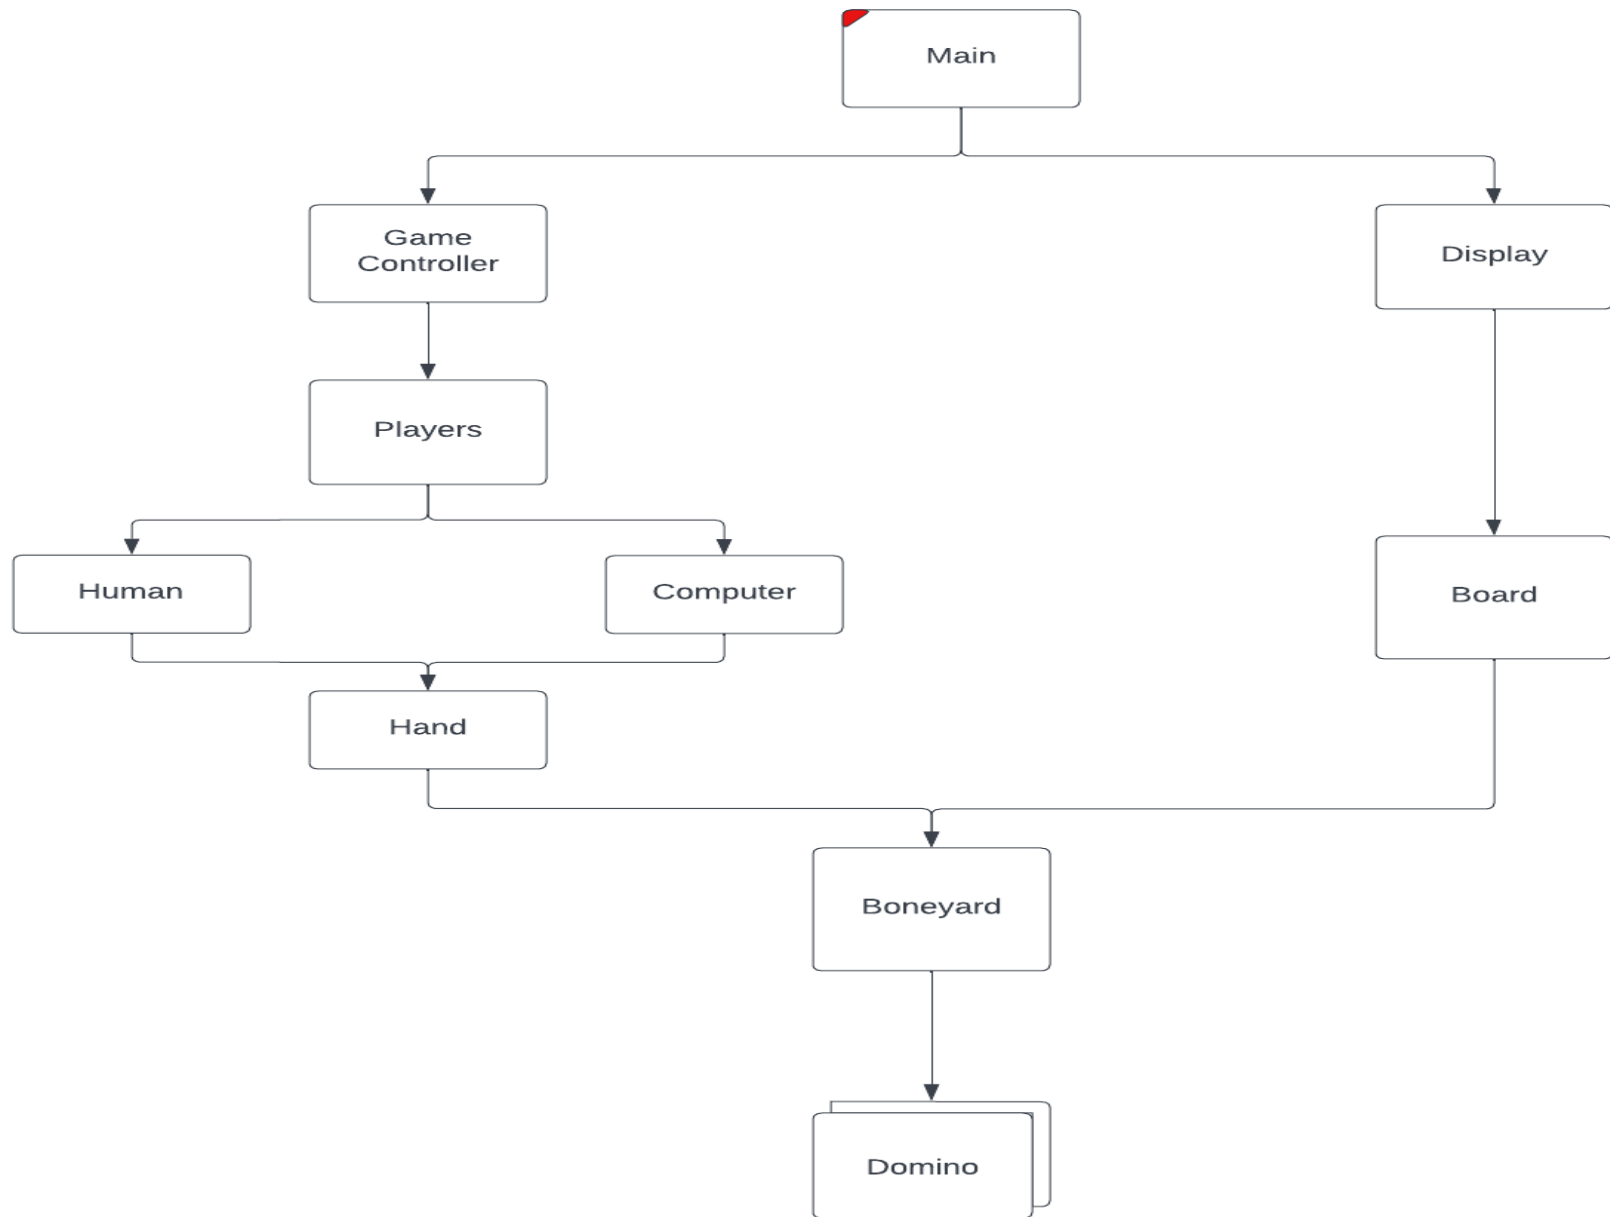 Main
Game
Controller
Display
Players
Human
Computer
Board
Hand
Boneyard
Domino